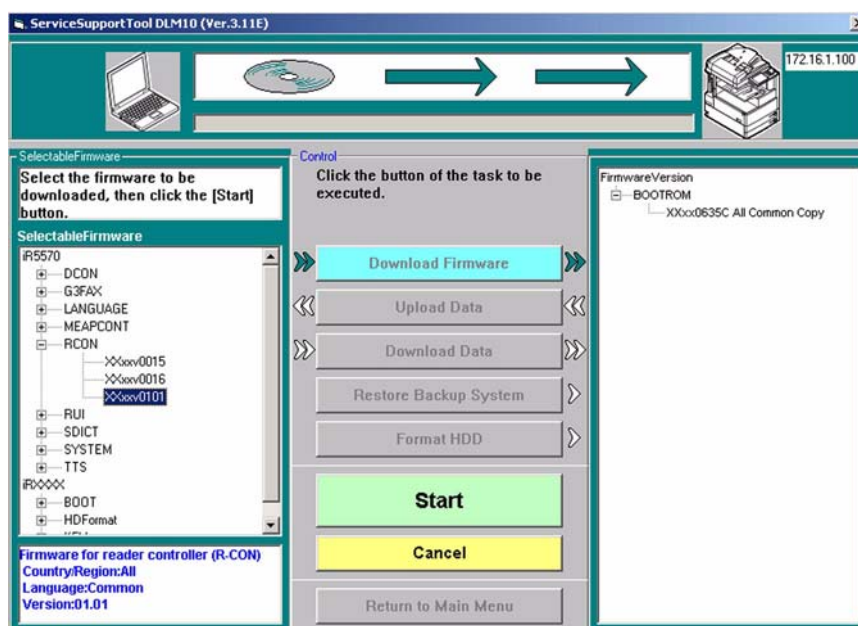 ServiceSupportTool DLM10 (Ver.3.11E)
172.16.1.100
SelectableFirmware
Select the firmware to be
downloaded, then click the [Start]
button.
SelectableFirmware
iR5570
DCON
G3FAX
LANGUAGE
MEAPCONT
RCON
XXxxv0015
XXxxv0016
XXxxv0101
RUI
SDICT
SYSTEM
TTS
iRXXXX
BOOT
HDFormat
Firmware for reader controller (R-CON)
Country/Region:All
Language:Common
Version:01.01
Control
Click the button of the task to be
executed.
Download Firmware
Upload Data
Download Data
Restore Backup System
Format HDD
Start
Cancel
Return to Main Menu
FirmwareVersion
BOOTROM
XXxx0635C All Common Copy